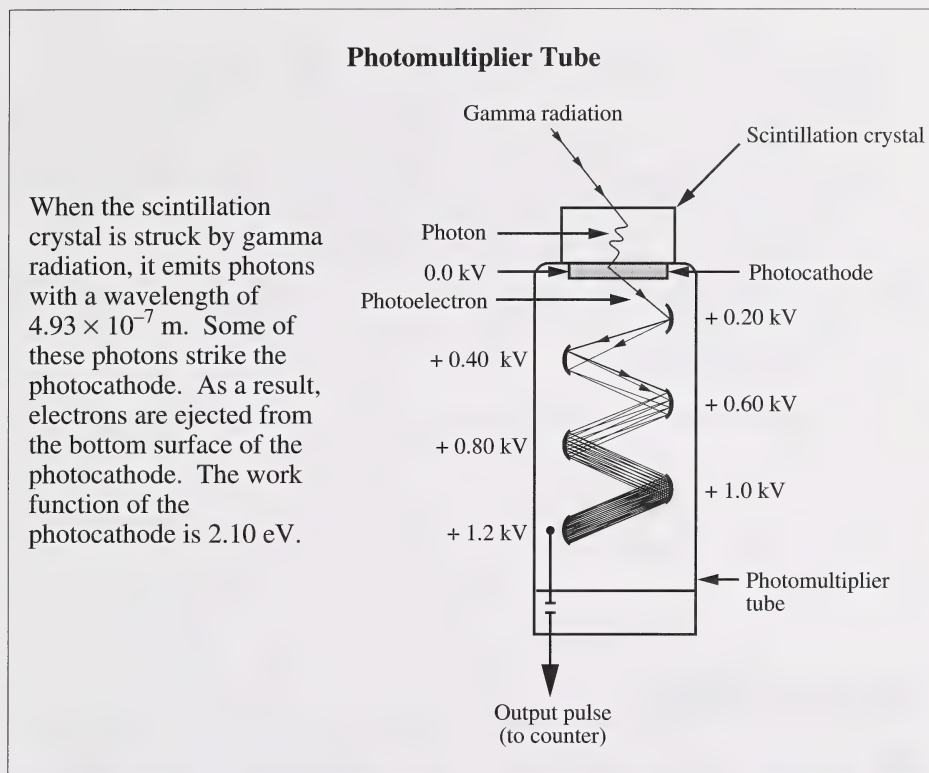 Photomultiplier Tube
When the scintillation
crystal is struck by gamma
radiation, it emits photons
with a wavelength of
4.93 × 10⁻⁷ m. Some of
these photons strike the
photocathode. As a result,
electrons are ejected from
the bottom surface of the
photocathode. The work
function of the
photocathode is 2.10 eV.
Gamma radiation
Scintillation crystal
Photon
0.0 kV
Photocathode
Photoelectron
+ 0.20 kV
+ 0.40 kV
+ 0.60 kV
+ 0.80 kV
+ 1.0 kV
+ 1.2 kV
Photomultiplier
tube
Output pulse
(to counter)